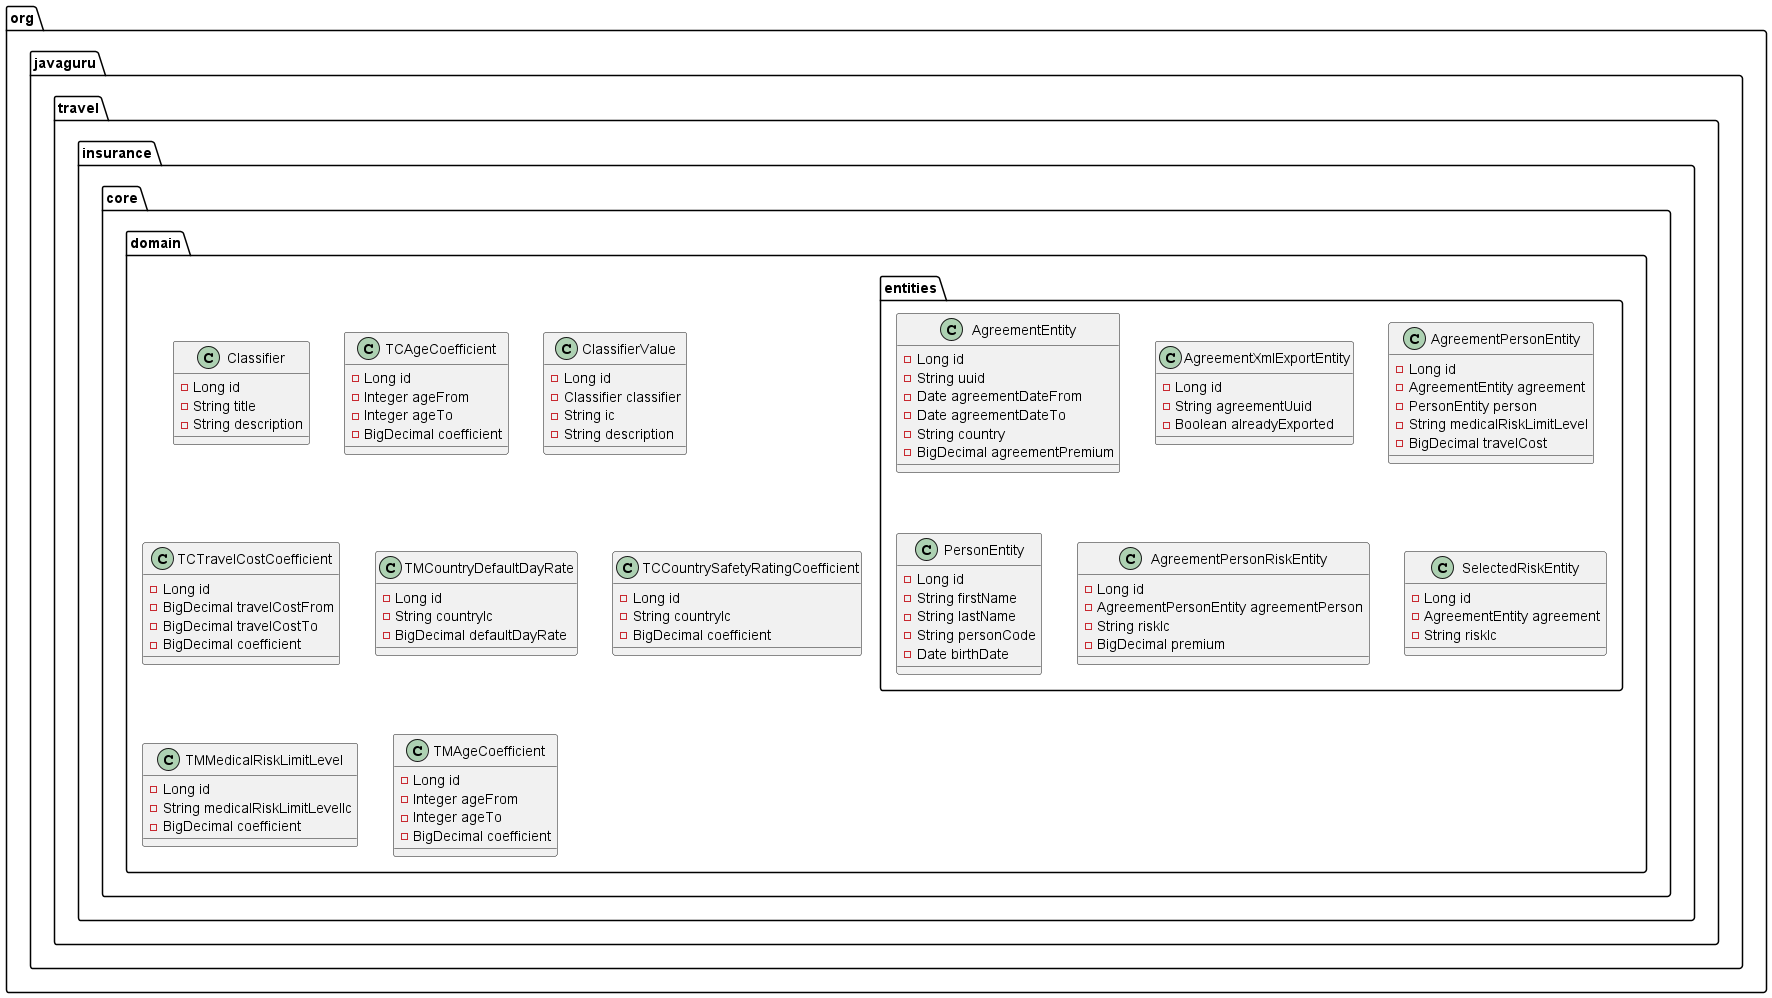 org
javaguru
travel
insurance
core
domain
entities
C Classifier
Long id
String title
String description
C TCAgeCoefficient
Long id
Integer ageFrom
Integer ageTo
BigDecimal coefficient
C ClassifierValue
Long id
Classifier classifier
String ic
String description
C AgreementEntity
Long id
String uuid
Date agreementDateFrom
Date agreementDateTo
String country
BigDecimal agreementPremium
C AgreementXmlExportEntity
Long id
String agreementUuid
Boolean alreadyExported
C AgreementPersonEntity
Long id
AgreementEntity agreement
PersonEntity person
String medicalRiskLimitLevel
BigDecimal travelCost
C TCTravelCostCoefficient
Long id
BigDecimal travelCostFrom
BigDecimal travelCostTo
BigDecimal coefficient
C TMCountryDefaultDayRate
Long id
String countryIc
BigDecimal defaultDayRate
C TCCountrySafetyRatingCoefficient
Long id
String countryIc
BigDecimal coefficient
C PersonEntity
Long id
String firstName
String lastName
String personCode
Date birthDate
C AgreementPersonRiskEntity
Long id
AgreementPersonEntity agreementPerson
String riskIc
BigDecimal premium
C SelectedRiskEntity
Long id
AgreementEntity agreement
String riskIc
C TMMedicalRiskLimitLevel
Long id
String medicalRiskLimitLevelIc
BigDecimal coefficient
C TMAgeCoefficient
Long id
Integer ageFrom
Integer ageTo
BigDecimal coefficient